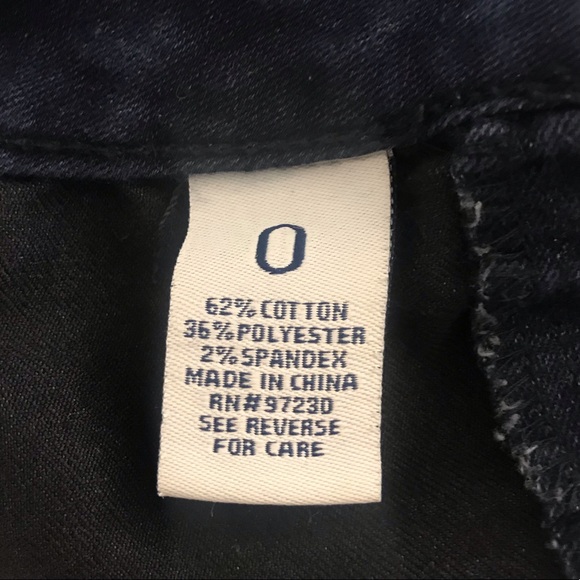 0
62% COTTON
36% POLYESTER
2% SPANDEX
MADE IN CHINA
RN# 97230
SEE REVERSE
FOR CARE